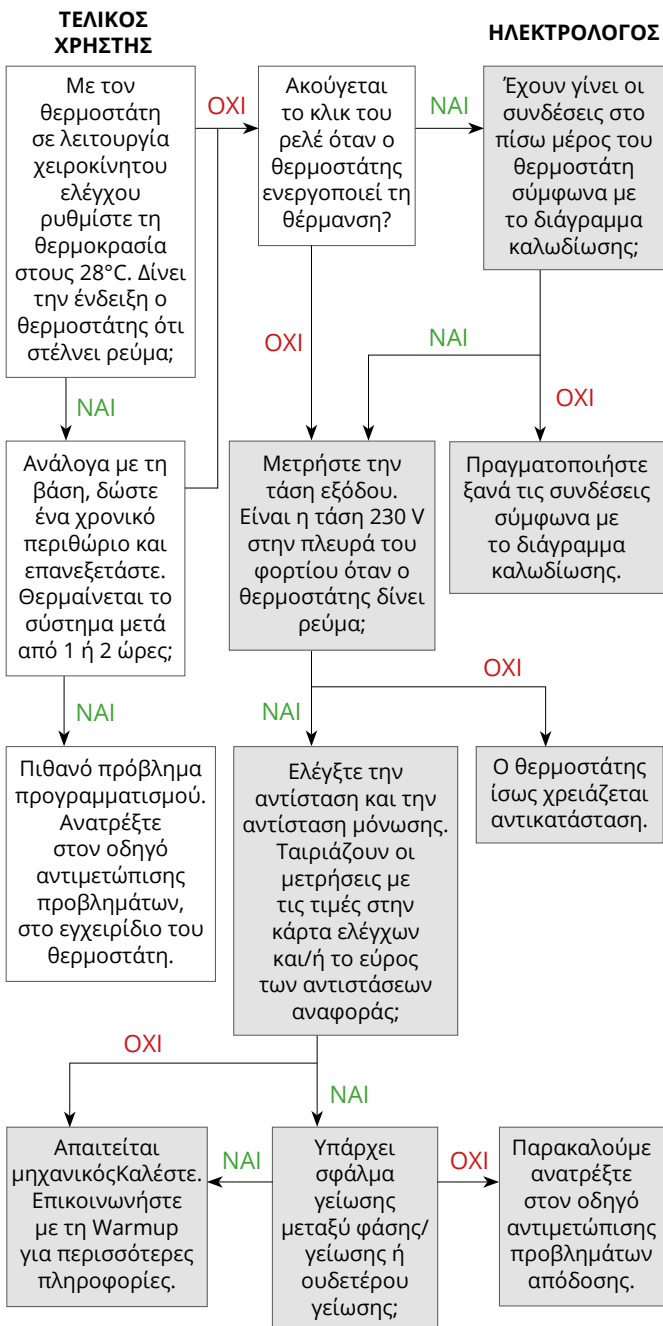 ΤΕΛΙΚΟΣ
ΧΡΗΣΤΗΣ
ΗΛΕΚΤΡΟΛΟΓΟΣ
Με τον
θερμοστάτη
σε λειτουργία
χειροκίνητου
ελέγχου
ρυθμίστε τη
θερμοκρασία
στους 28°C. Δίνει
την ένδειξη ο
θερμοστάτης ότι
στέλνει ρεύμα;
ΟΧΙ
Ακούγεται
το κλικ του
ρελέ όταν ο
θερμοστάτης
ενεργοποιεί τη
θέρμανση?
ΝΑΙ
Έχουν γίνει οι
συνδέσεις στο
πίσω μέρος του
θερμοστάτη
σύμφωνα με
το διάγραμμα
καλωδίωσης;
ΝΑΙ
ΟΧΙ
ΝΑΙ
ΟΧΙ
Ανάλογα με τη
βάση, δώστε
ένα χρονικό
περιθώριο και
επανεξετάστε.
Θερμαίνεται το
σύστημα μετά
από 1 ή 2 ώρες;
Μετρήστε την
τάση εξόδου.
Είναι η τάση 230 V
στην πλευρά του
φορτίου όταν ο
θερμοστάτης δίνει
ρεύμα;
Πραγματοποιήστε
ξανά τις συνδέσεις
σύμφωνα με
το διάγραμμα
καλωδίωσης.
ΝΑΙ
ΝΑΙ
ΟΧΙ
Πιθανό πρόβλημα
προγραμματισμού.
Ανατρέξτε
στον οδηγό
αντιμετώπισης
προβλημάτων,
στο εγχειρίδιο του
θερμοστάτη.
Ελέγξτε την
αντίσταση και την
αντίσταση μόνωσης.
Ταιριάζουν οι
μετρήσεις με
τις τιμές στην
κάρτα ελέγχων
και/ή το εύρος
των αντιστάσεων
αναφοράς;
Ο θερμοστάτης
ίσως χρειάζεται
αντικατάσταση.
ΟΧΙ
ΝΑΙ
Απαιτείται
μηχανικόςΚαλέστε.
Επικοινωνήστε
με τη Warmup
για περισσότερες
πληροφορίες.
ΝΑΙ
Υπάρχει
σφάλμα
γείωσης
μεταξύ φάσης/
γείωσης ή
ουδετέρου
γείωσης;
ΟΧΙ
Παρακαλούμε
ανατρέξτε
στον οδηγό
αντιμετώπισης
προβλημάτων
απόδοσης.